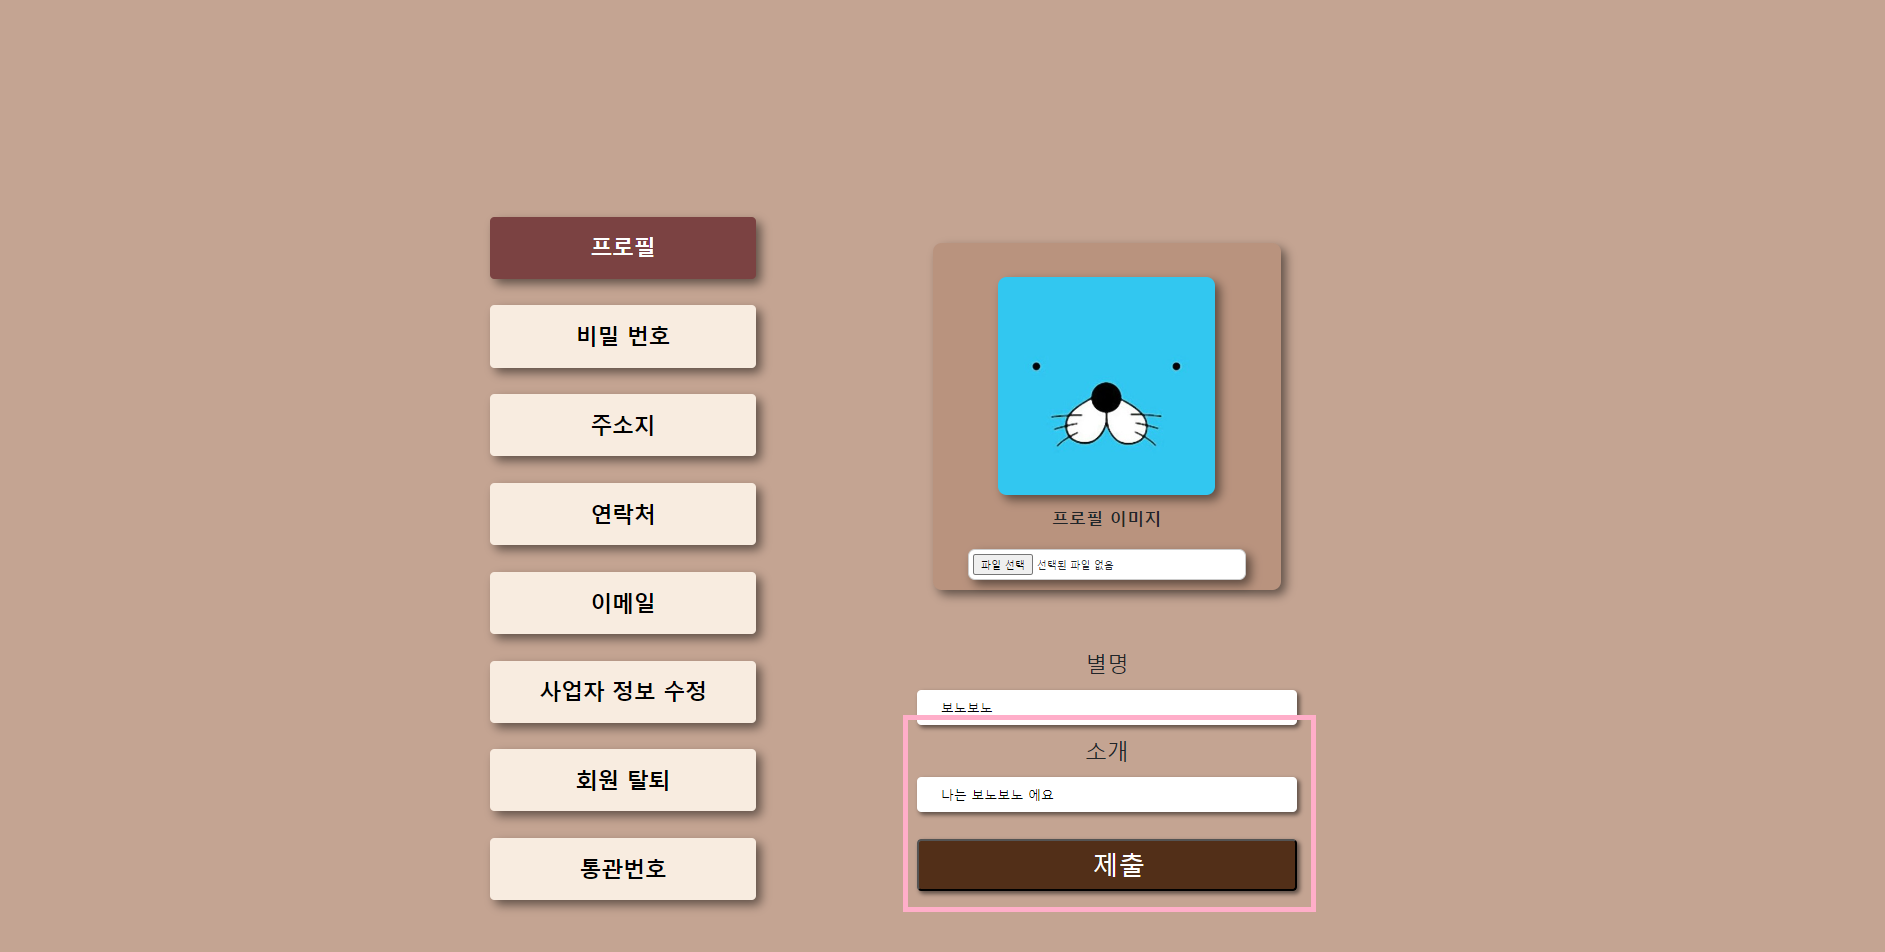 프로필
비밀 번호
주소지
연락처
이메일
사업자 정보 수정
회원 탈퇴
통관번호
프로필 이미지
파일 선택 선택된 파일 없음
별명
보노보노
소개
나는 보노보노 에요
제출